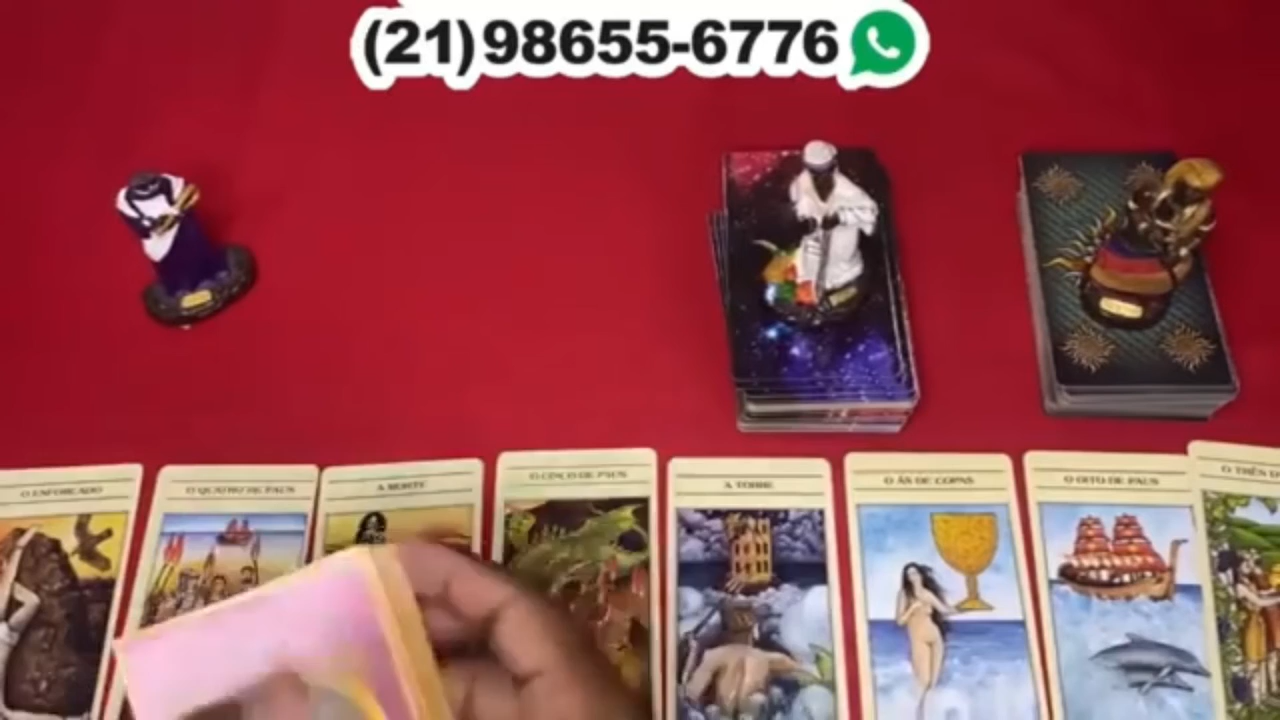 (21)98655-6776
O ENFORCADO
O QUATRO DE PAUS
A MORTE
O CINCO DE PAUS
A TORRE
O ÁS DE COPAS
O OITO DE PAUS
O TRÊS